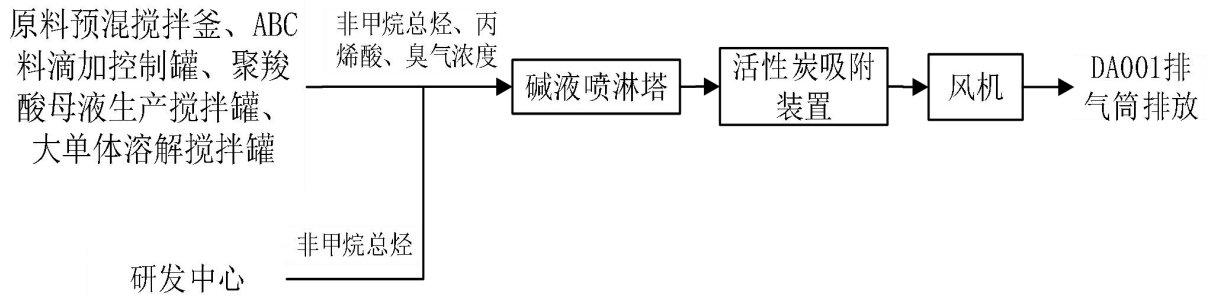 原料预混搅拌釜、ABC
料滴加控制罐、聚羧
酸母液生产搅拌罐、
大单体溶解搅拌罐
非甲烷总烃、丙
烯酸、臭气浓度
碱液喷淋塔
活性炭吸附
装置
风机
DA001排
气筒排放
非甲烷总烃
研发中心